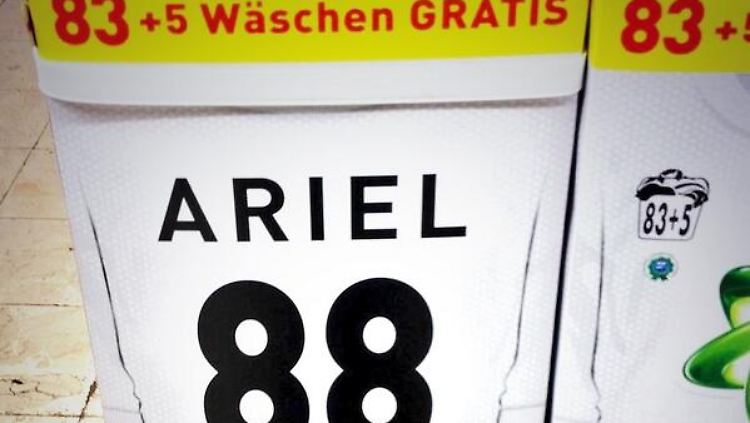 83 +5 Wäschen GRATIS
83 +5
ARIEL
88
83+5